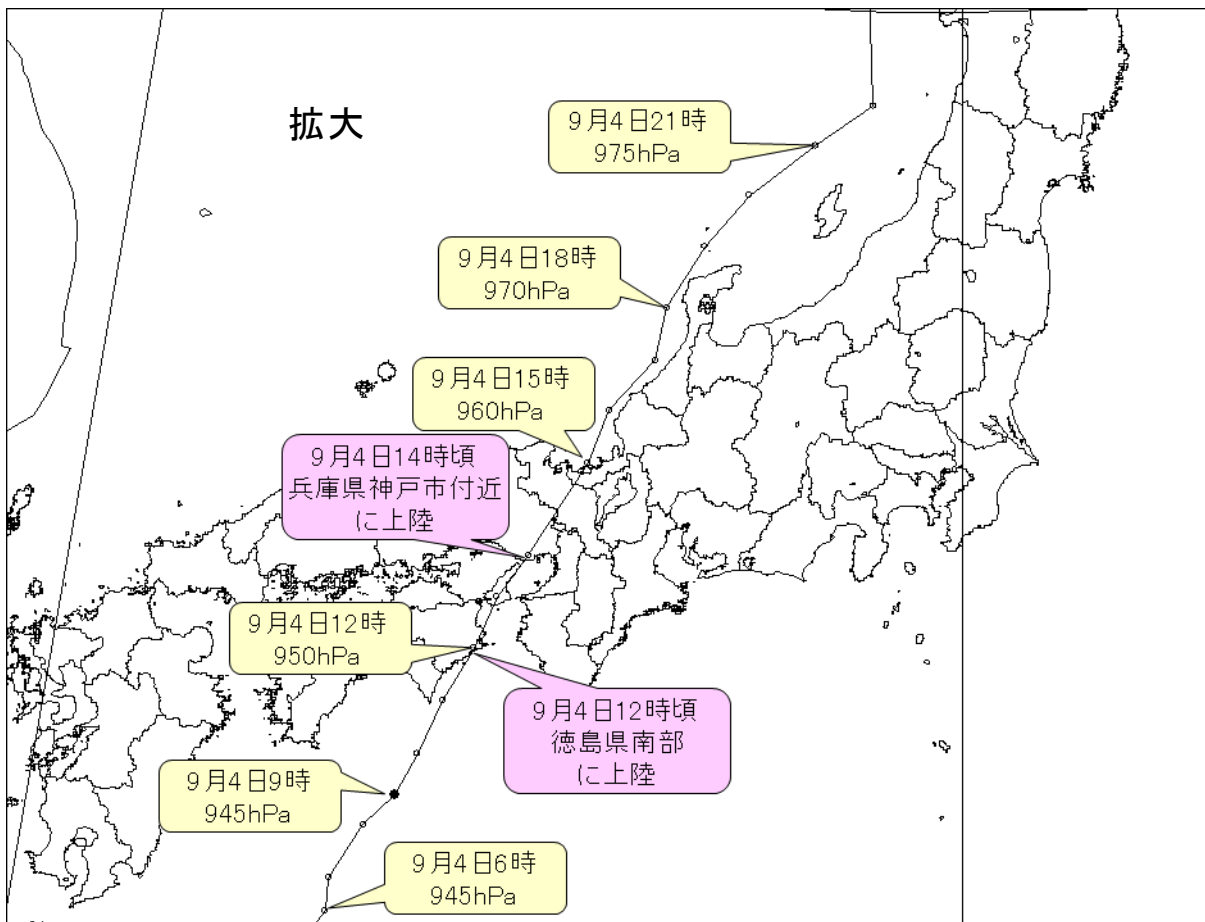 拡大
9月4日21時
975hPa
9月4日18時
970hPa
9月4日15時
960hPa
9月4日14時頃
兵庫県神戸市付近
に上陸
9月4日12時
950hPa
9月4日12時頃
徳島県南部
に上陸
9月4日9時
945hPa
9月4日6時
945hPa